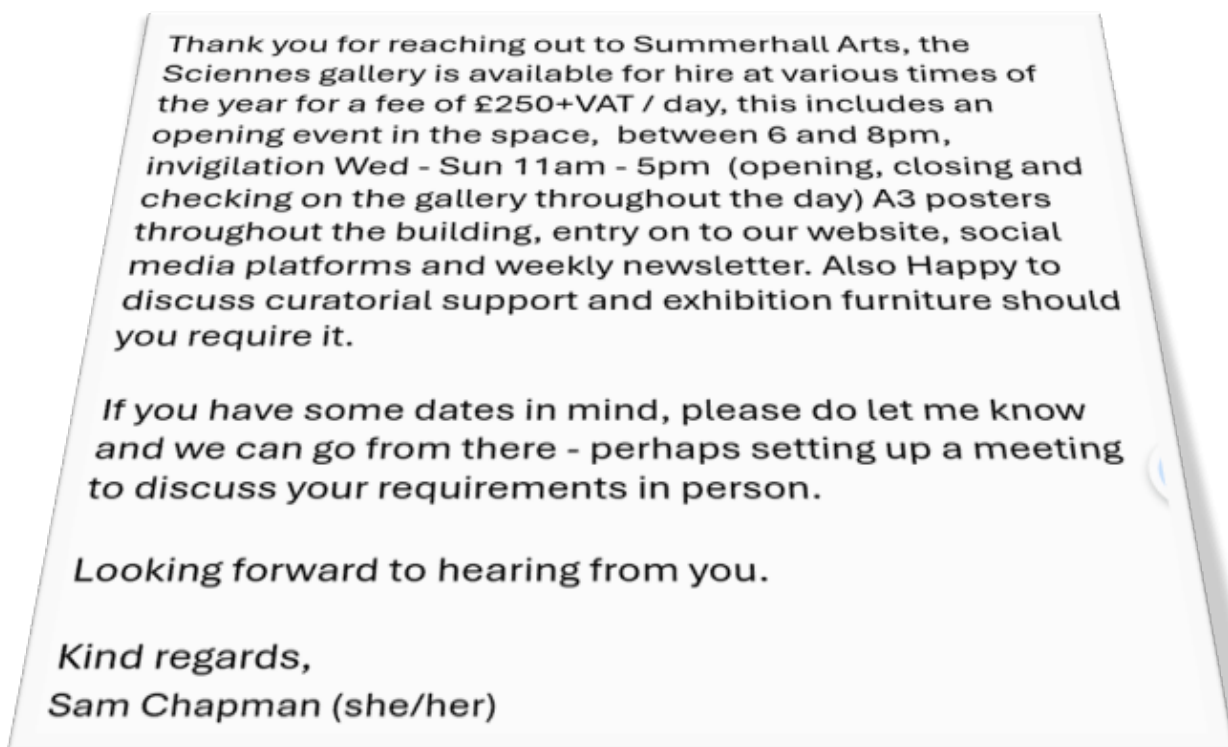 Thank you for reaching out to Summerhall Arts, the
Sciennes gallery is available for hire at various times of
the year for a fee of £250+VAT / day, this includes an
opening event in the space,  between 6 and 8pm,
invigilation Wed - Sun 11am - 5pm  (opening, closing and
checking on the gallery throughout the day) A3 posters
throughout the building, entry on to our website, social
media platforms and weekly newsletter. Also Happy to
discuss curatorial support and exhibition furniture should
you require it.

If you have some dates in mind, please do let me know
and we can go from there - perhaps setting up a meeting
to discuss your requirements in person.

Looking forward to hearing from you.

Kind regards,
Sam Chapman (she/her)